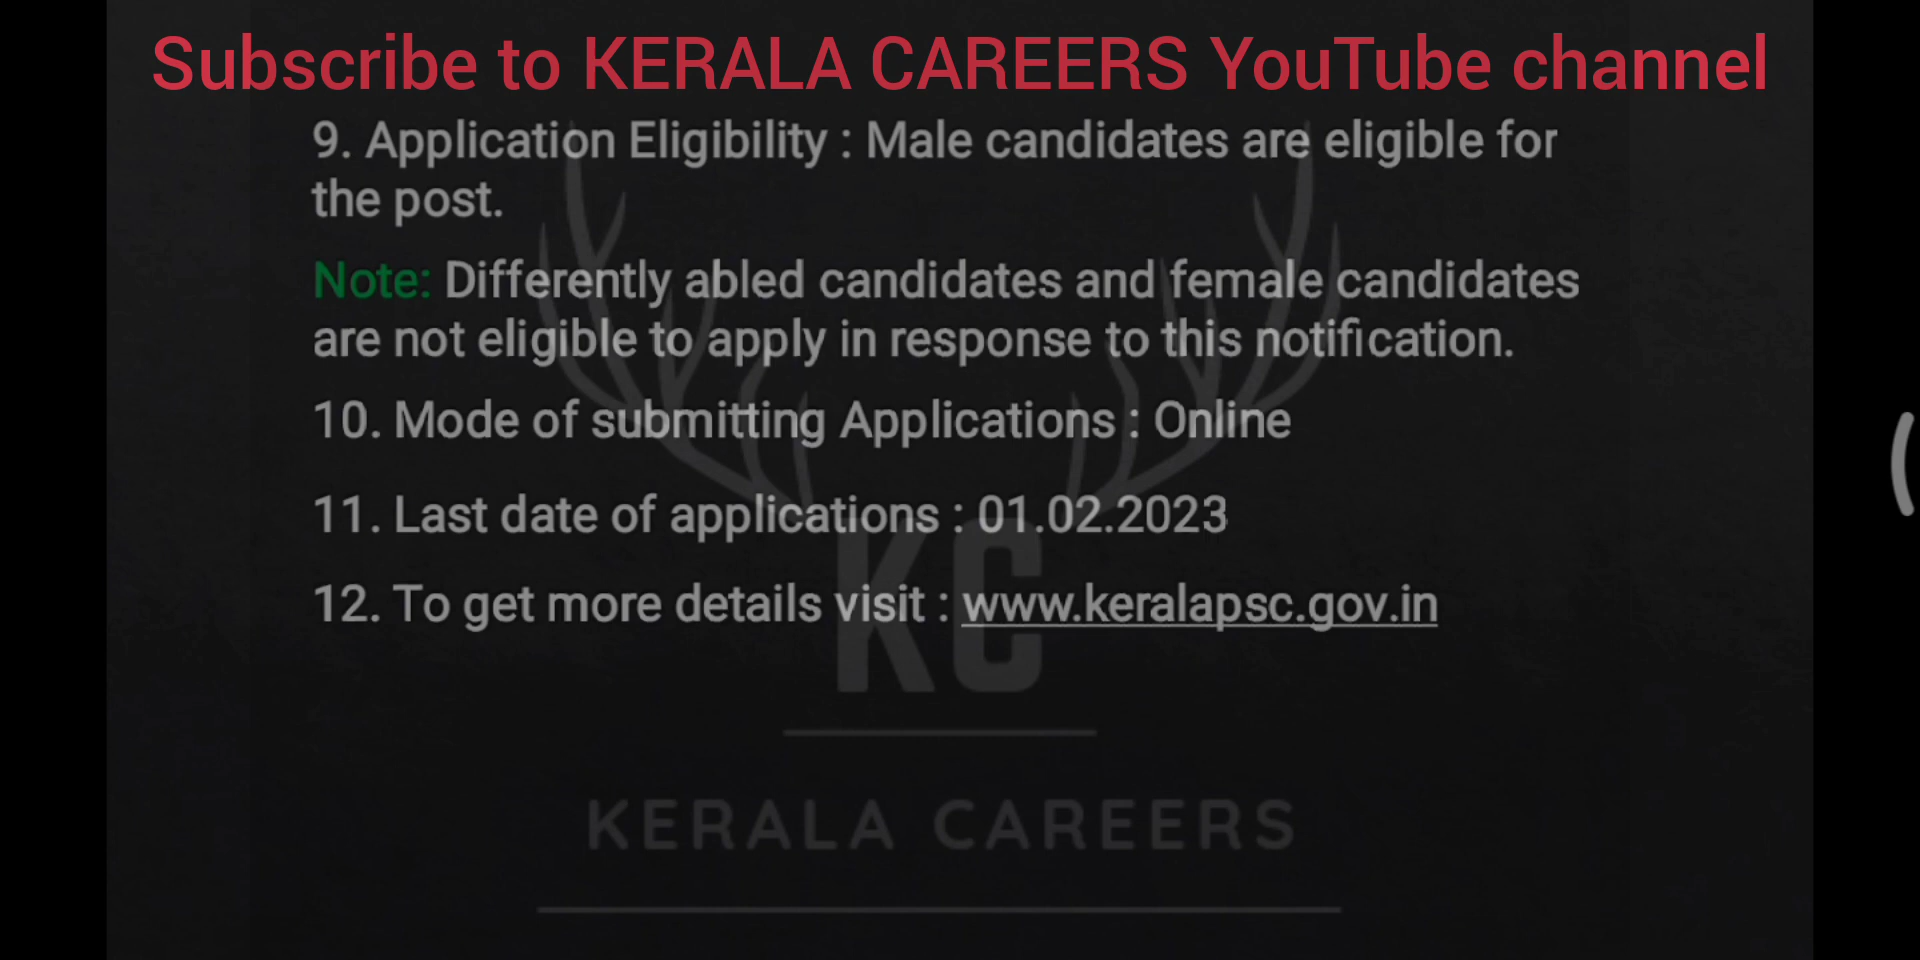 Subscribe to KERALA CAREERS YouTube channel
9. Application Eligibility : Male candidates are eligible for
the post.
Note: Differently abled candidates and female candidates
are not eligible to apply in response to this notification.
10. Mode of submitting Applications : Online
11. Last date of applications : 01.02.2023
12. To get more details visit : www.keralapsc.gov.in
KC
KERALA CAREERS